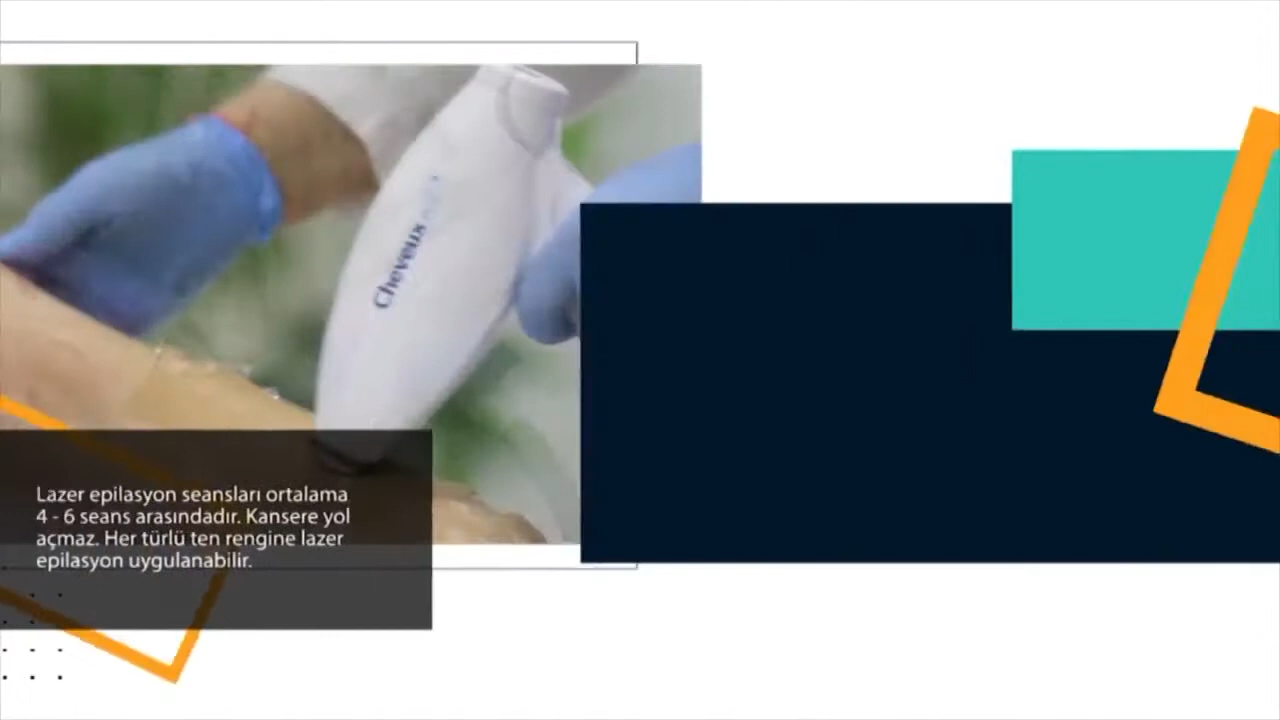 Cheveux
Lazer epilasyon seansları ortalama
4 - 6 seans arasındadır. Kansere yol
açmaz. Her türlü ten rengine lazer
epilasyon uygulanabilir.